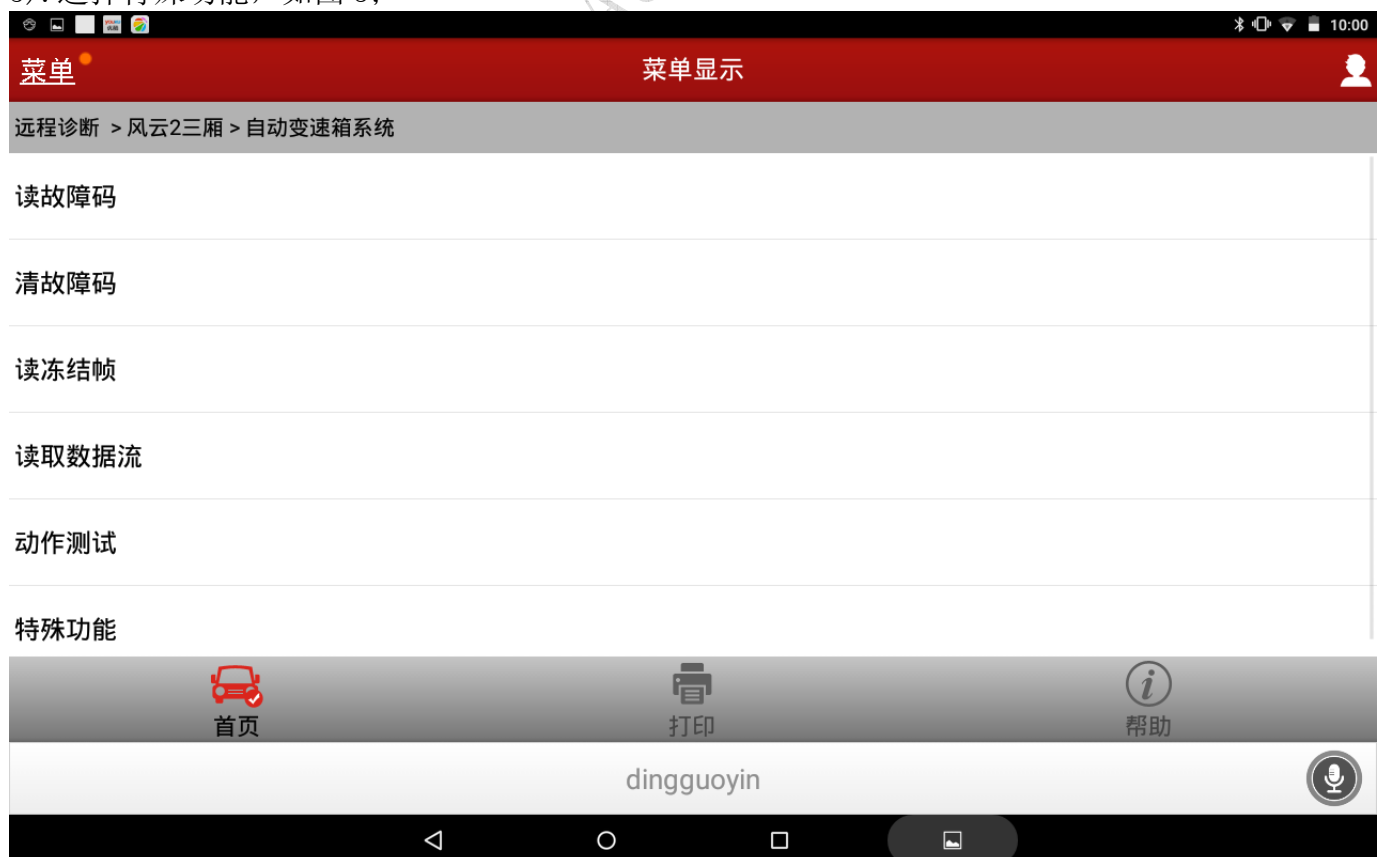 10:00
菜单
菜单显示
远程诊断 > 风云2三厢 > 自动变速箱系统
读故障码
清故障码
读冻结帧
读取数据流
动作测试
特殊功能
首页
打印
帮助
dingguoyin